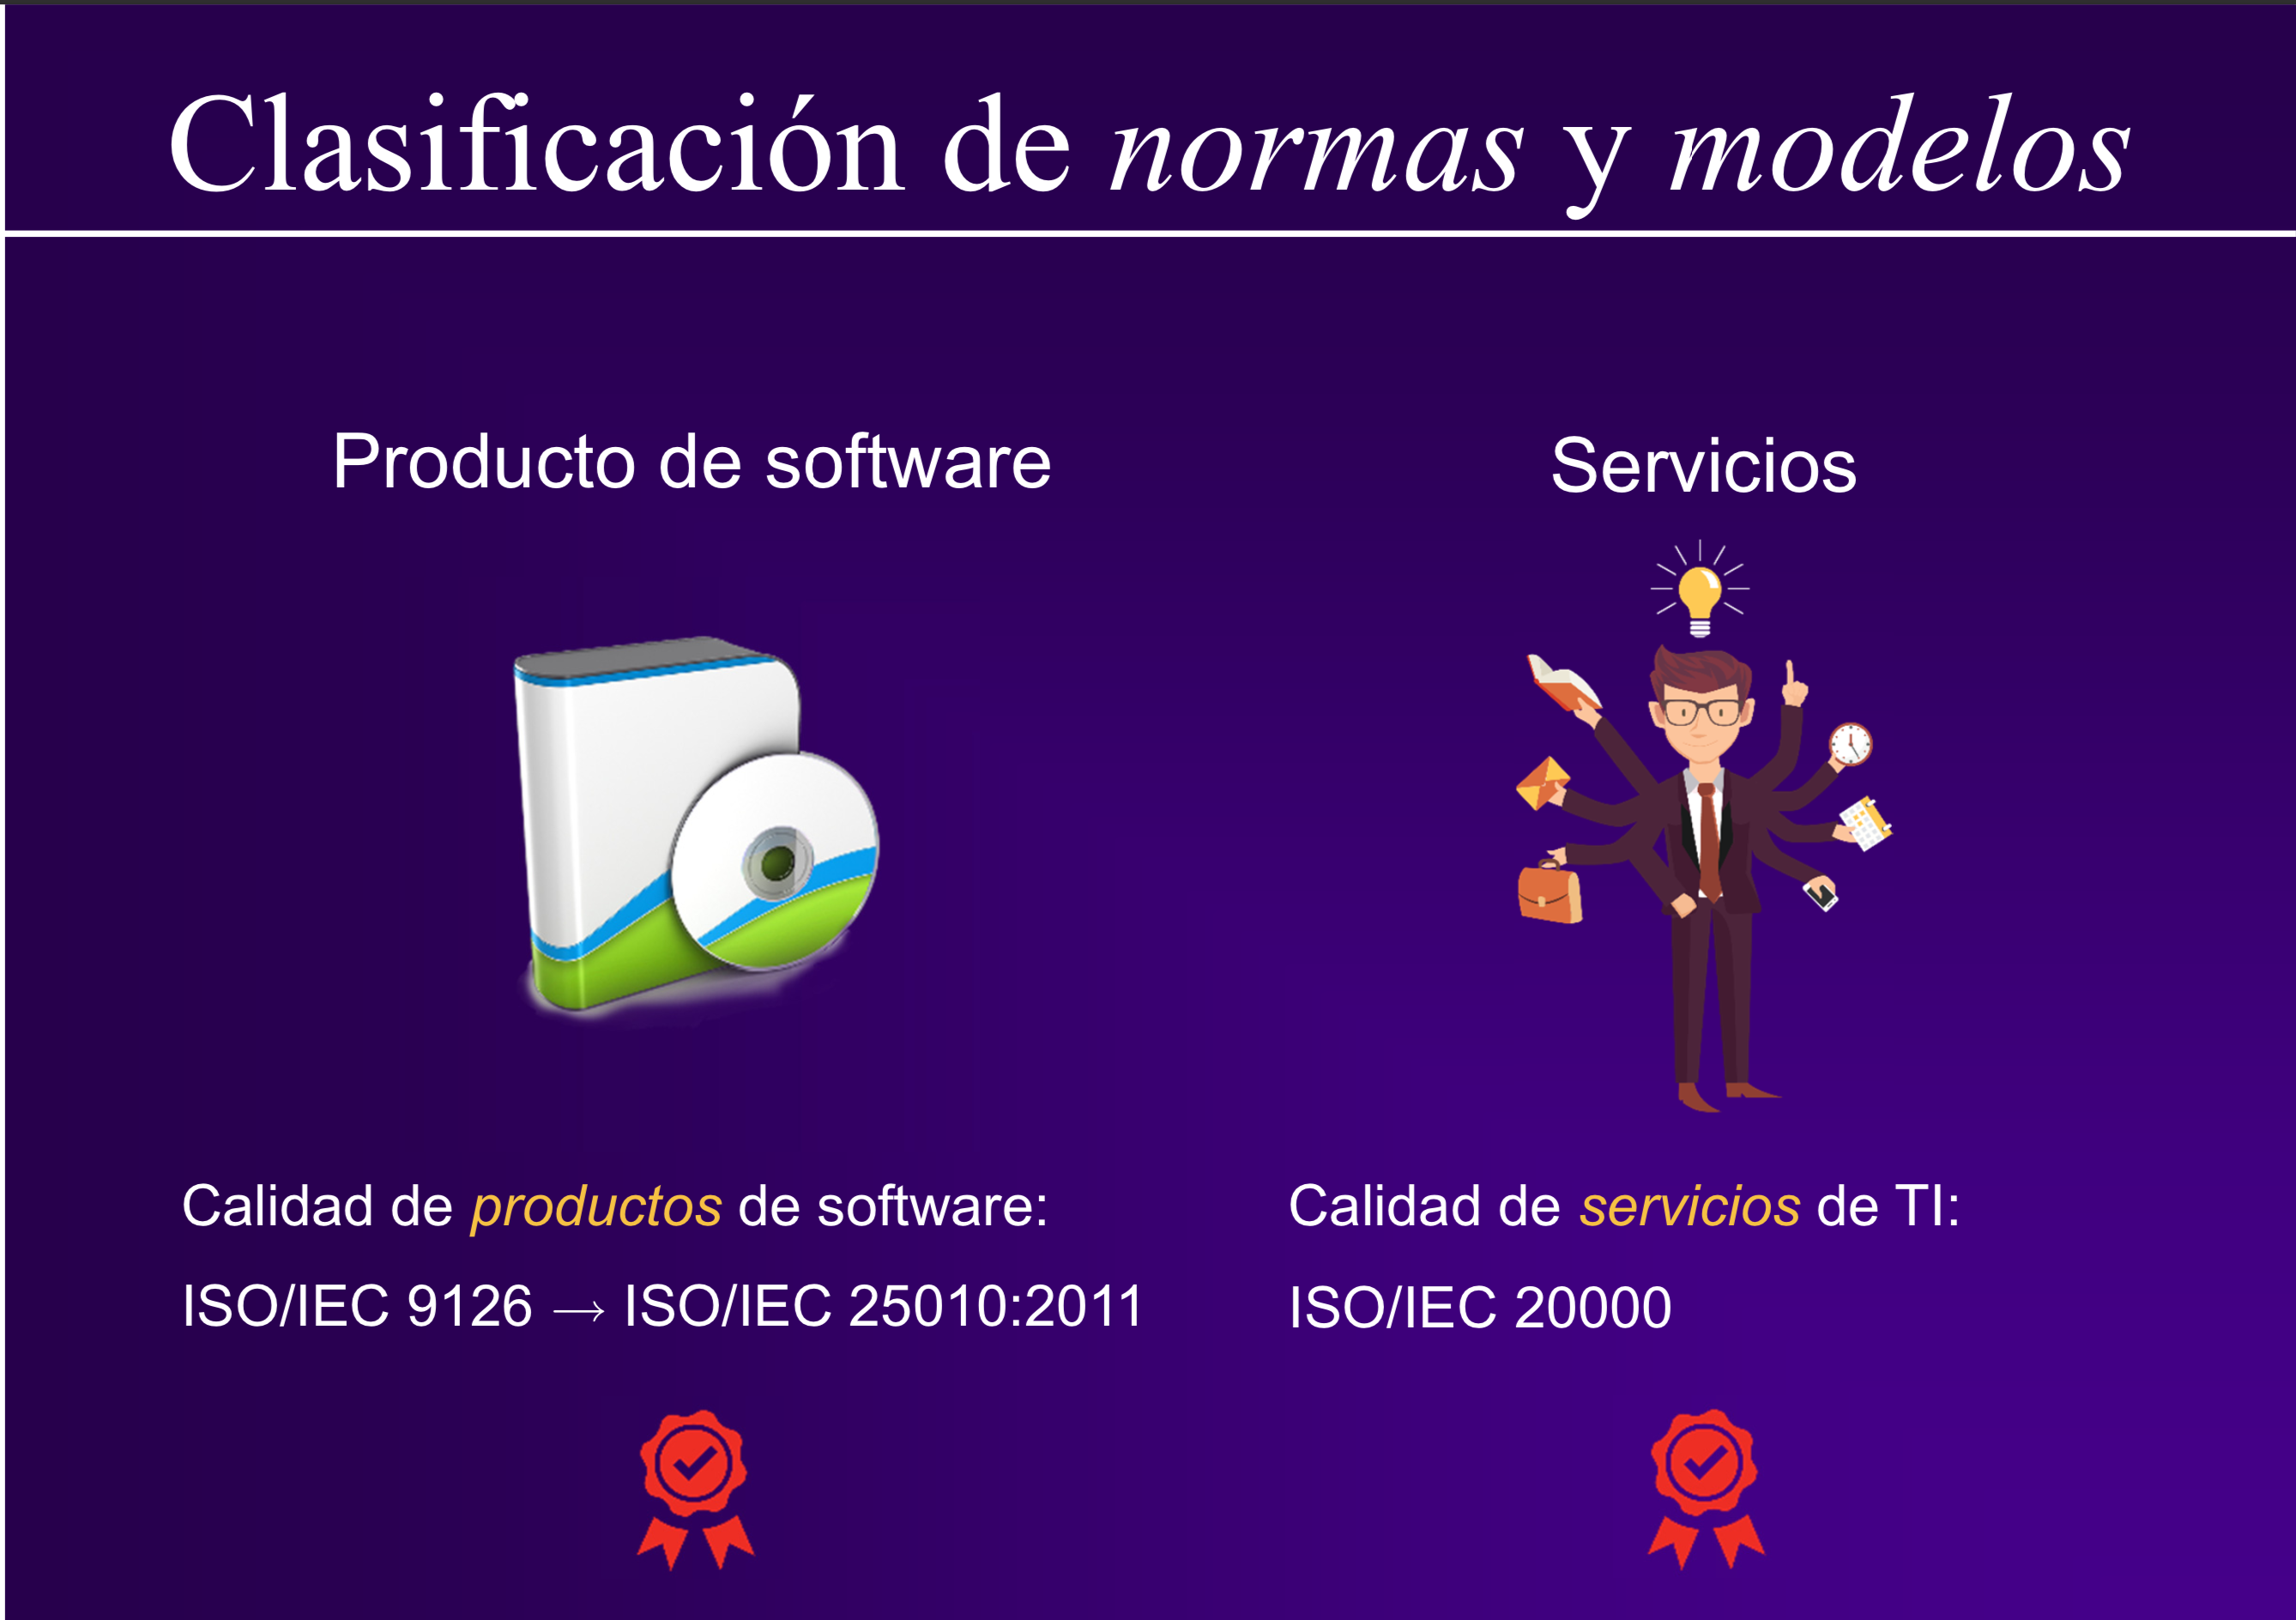 Clasificación de normas y modelos
Producto de software
Servicios
Calidad de productos de software:
ISO/IEC 9126 → ISO/IEC 25010:2011
Calidad de servicios de TI:
ISO/IEC 20000